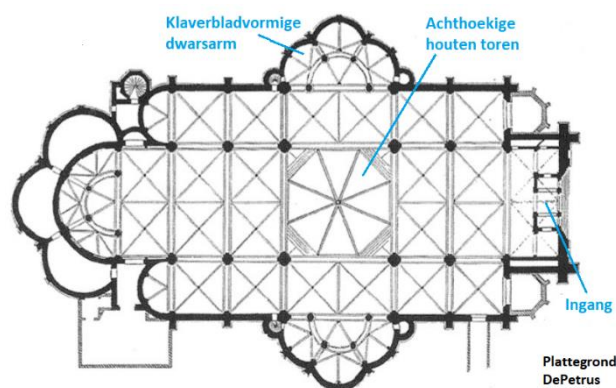 Klaverbladvormige
dwarsarm
Achthoekige
houten toren
Ingang
Plattegrond
DePetrus